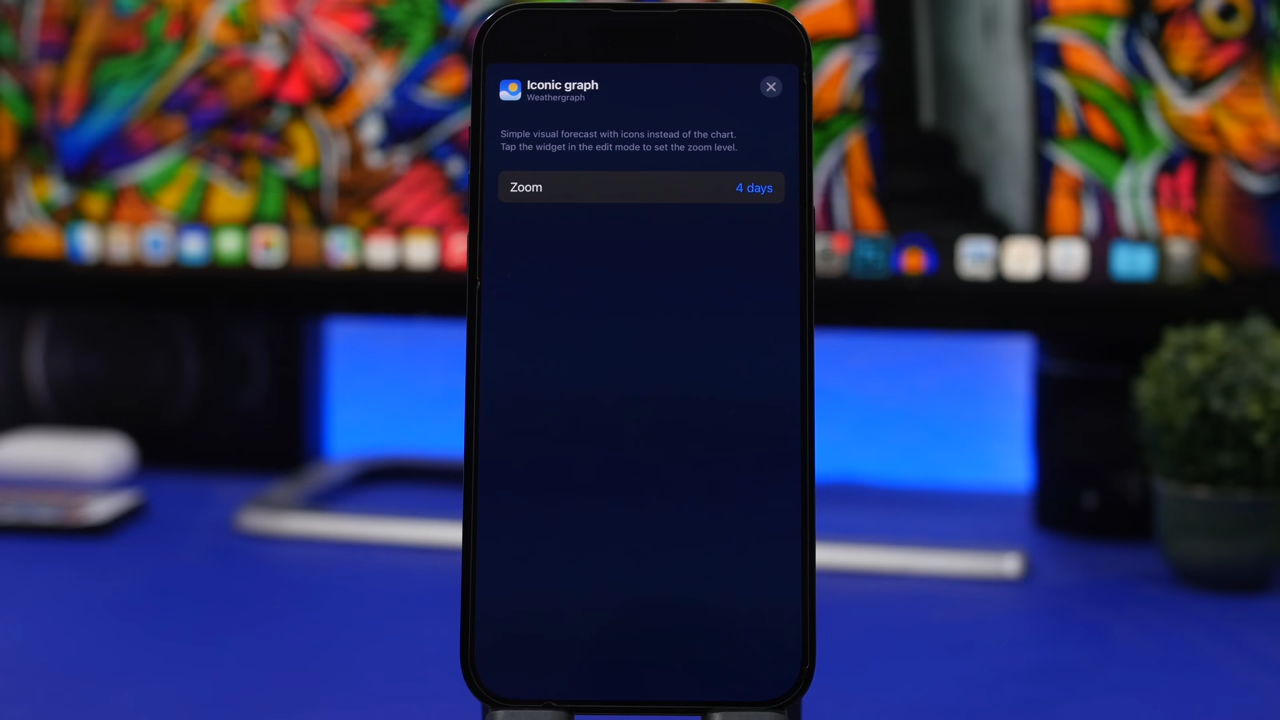 Iconic graph
Weathergraph
Simple visual forecast with icons instead of the chart.
Tap the widget in the edit mode to set the zoom level.
Zoom 4 days